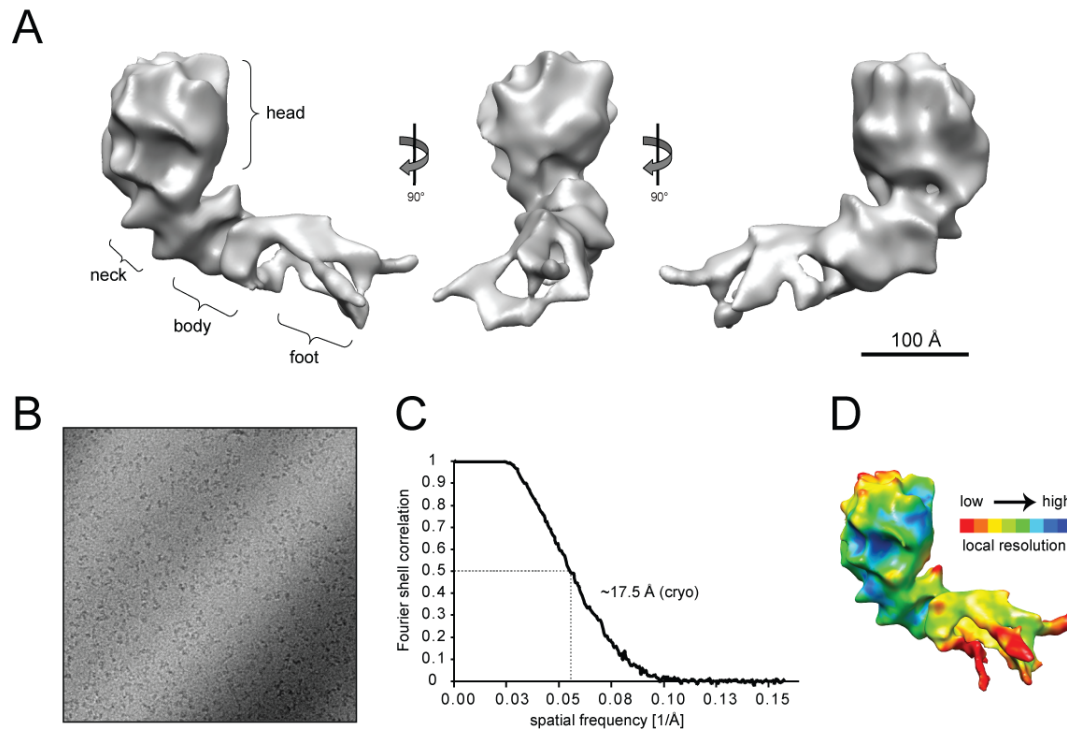 A
head
neck
body
foot
90°
90°
100 Å
B
C
Fourier shell correlation
1
0.9
0.8
0.7
0.6
0.5
0.4
0.3
0.2
0.1
0
~17.5 Å (cryo)
0.00
0.03
0.05
0.08
0.10
0.13
0.15
spatial frequency [1/Å]
D
low
high
local resolution